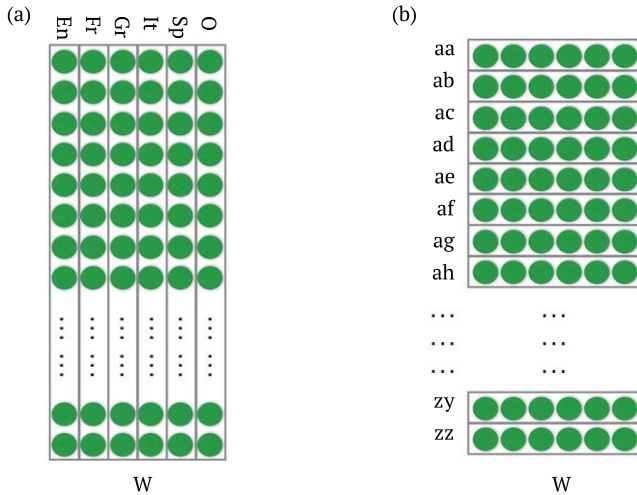 (a)
En Fr Gr It Sp O
W
(b)
aa
ab
ac
ad
ae
af
ag
ah
... ...
... ...
... ...
zy
zz
W